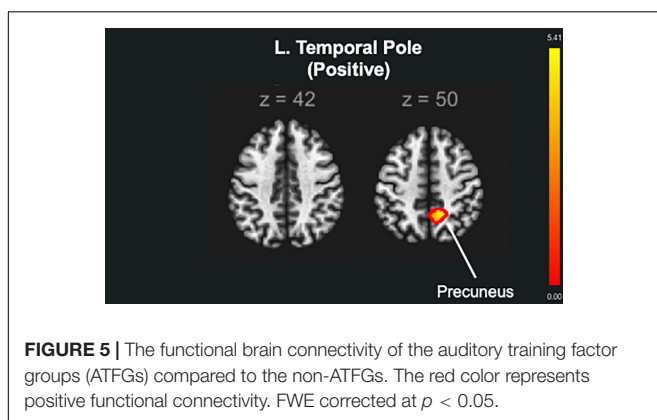 L. Temporal Pole
(Positive)
5.41
z = 42
z = 50
Precuneus
0.00
FIGURE 5 | The functional brain connectivity of the auditory training factor
groups (ATFGs) compared to the non-ATFGs. The red color represents
positive functional connectivity. FWE corrected at p < 0.05.